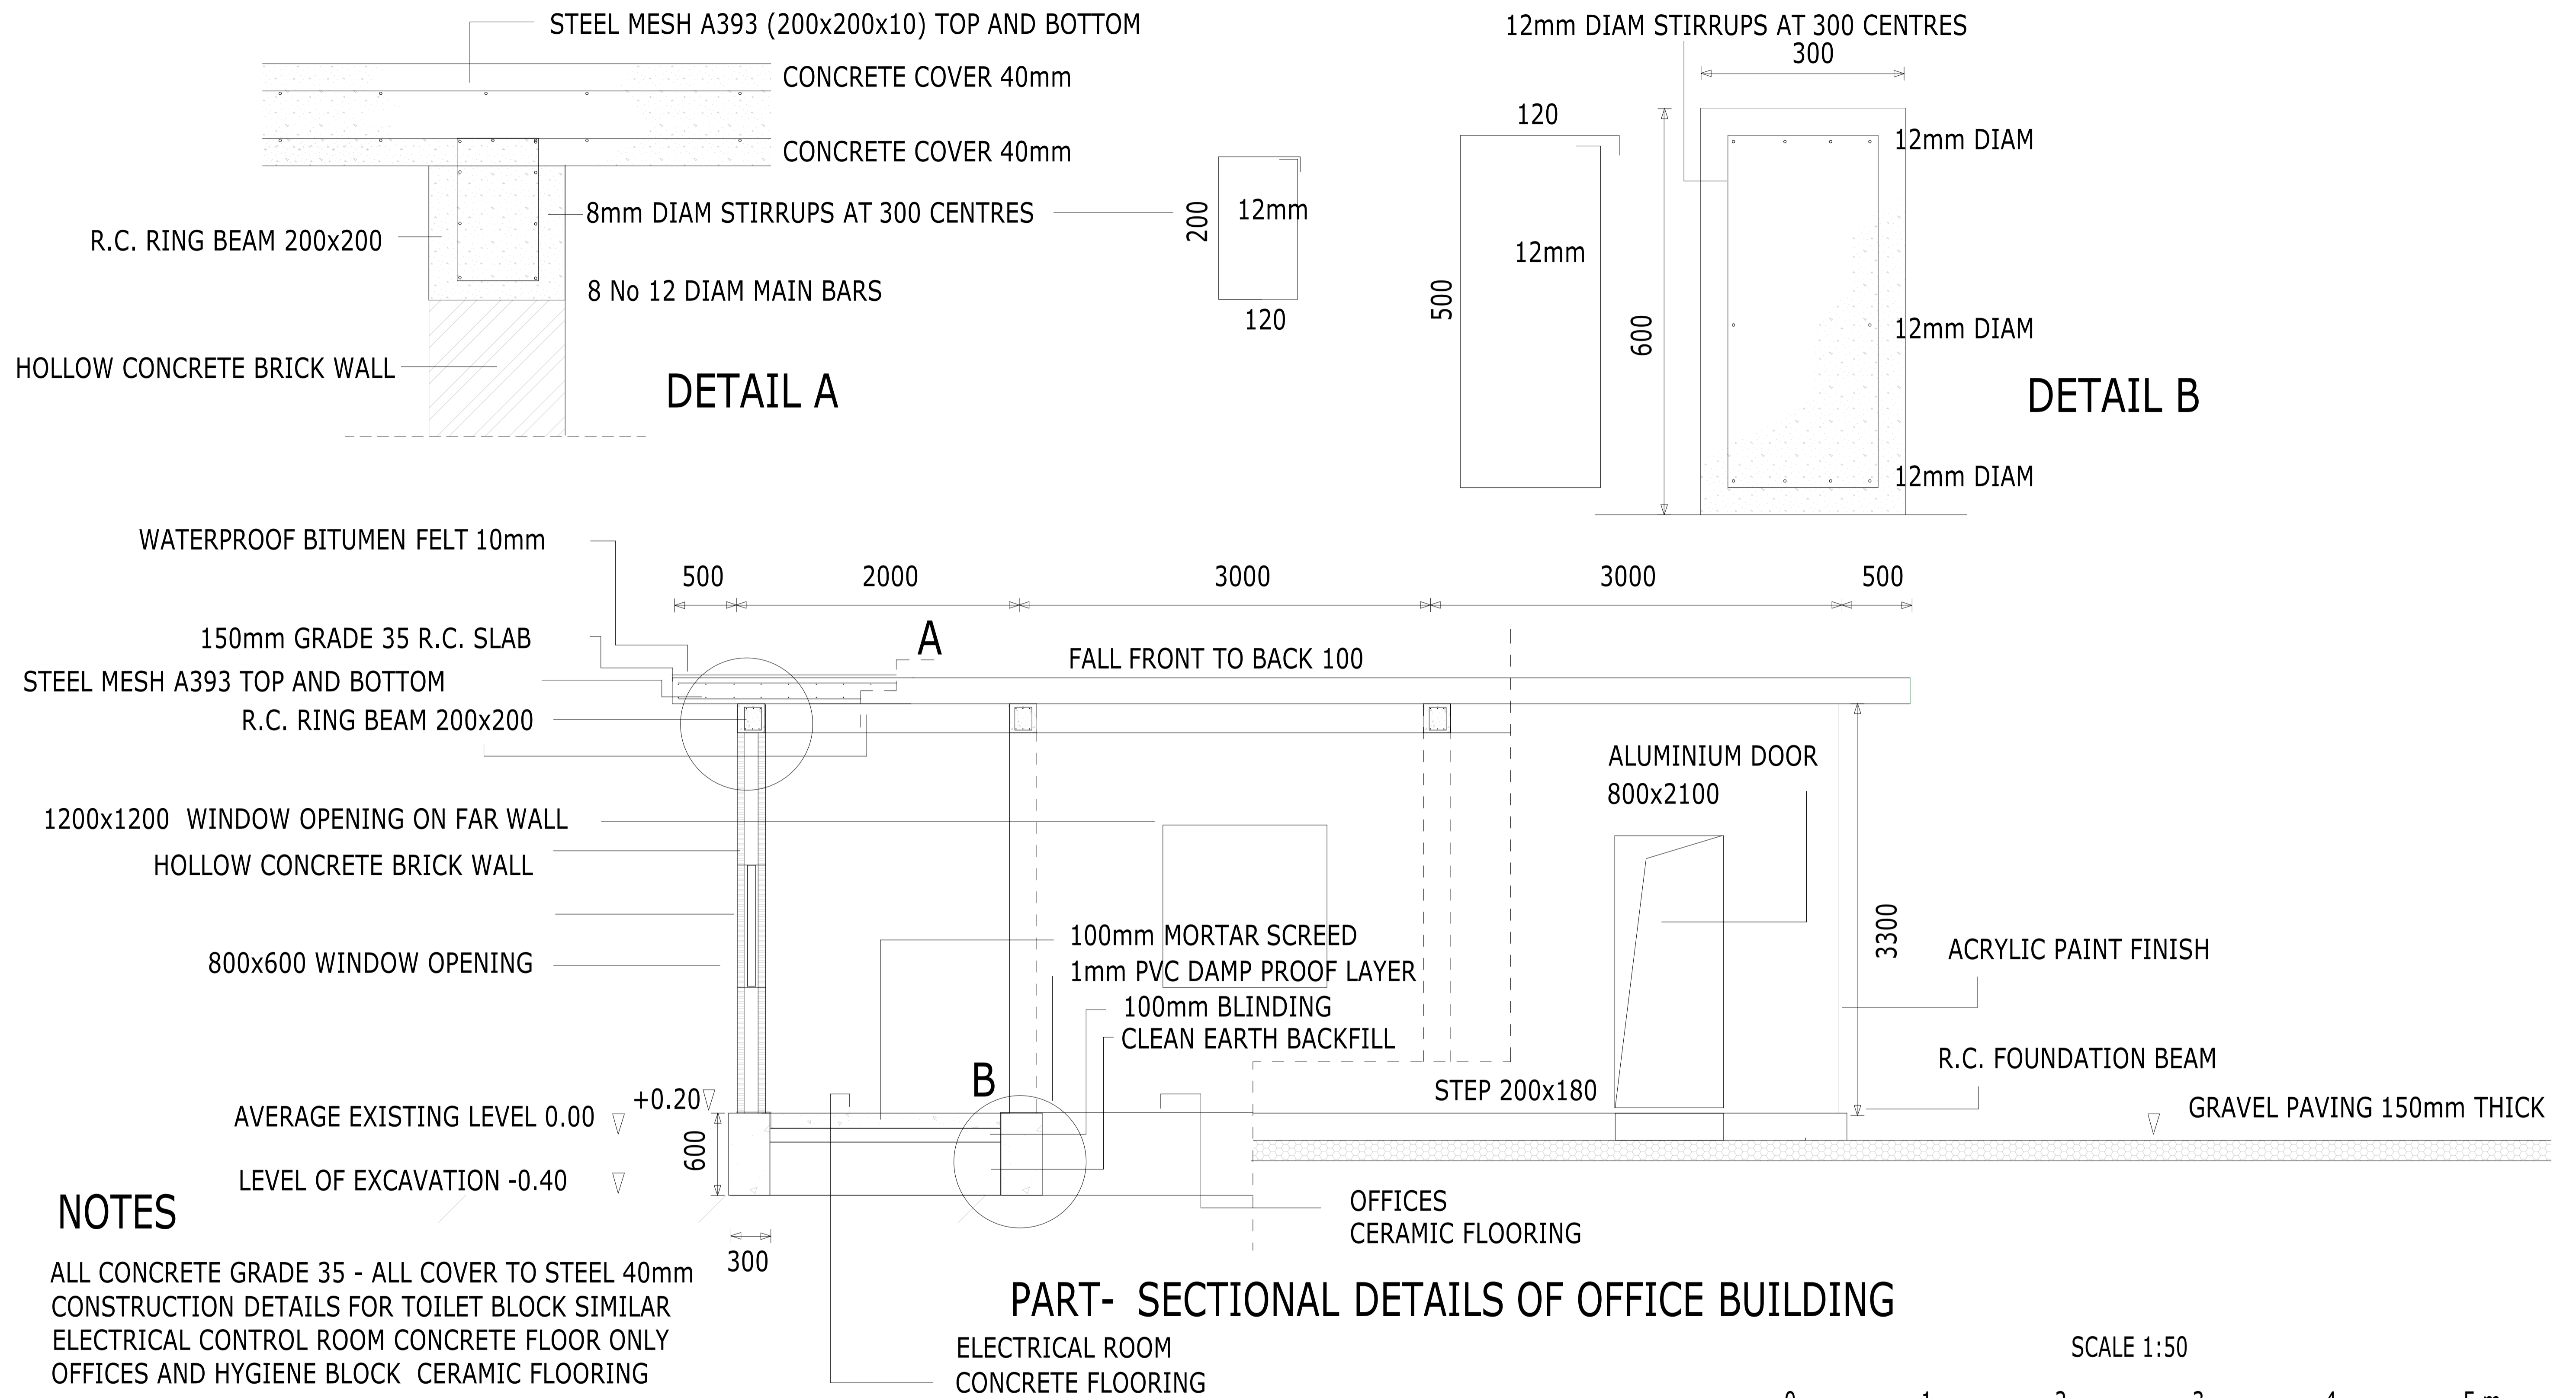 STEEL MESH A393 (200x200x10) TOP AND BOTTOM
CONCRETE COVER 40mm
CONCRETE COVER 40mm
8mm DIAM STIRRUPS AT 300 CENTRES
R.C. RING BEAM 200x200
8 No 12 DIAM MAIN BARS
HOLLOW CONCRETE BRICK WALL
DETAIL A
200
12mm
120
12mm DIAM STIRRUPS AT 300 CENTRES
300
120
12mm
500
600
12mm DIAM
12mm DIAM
12mm DIAM
DETAIL B
WATERPROOF BITUMEN FELT 10mm
500
2000
3000
3000
500
150mm GRADE 35 R.C. SLAB
A
FALL FRONT TO BACK 100
STEEL MESH A393 TOP AND BOTTOM
R.C. RING BEAM 200x200
ALUMINIUM DOOR
800x2100
1200x1200 WINDOW OPENING ON FAR WALL
HOLLOW CONCRETE BRICK WALL
800x600 WINDOW OPENING
100mm MORTAR SCREED
1mm PVC DAMP PROOF LAYER
100mm BLINDING
CLEAN EARTH BACKFILL
3300
ACRYLIC PAINT FINISH
R.C. FOUNDATION BEAM
B
STEP 200x180
+0.20
AVERAGE EXISTING LEVEL 0.00
GRAVEL PAVING 150mm THICK
600
LEVEL OF EXCAVATION -0.40
300
OFFICES
CERAMIC FLOORING
NOTES
ALL CONCRETE GRADE 35 - ALL COVER TO STEEL 40mm
CONSTRUCTION DETAILS FOR TOILET BLOCK SIMILAR
ELECTRICAL CONTROL ROOM CONCRETE FLOOR ONLY
OFFICES AND HYGIENE BLOCK CERAMIC FLOORING
PART- SECTIONAL DETAILS OF OFFICE BUILDING
ELECTRICAL ROOM
CONCRETE FLOORING
SCALE 1:50
0 1 2 3 4 5 m